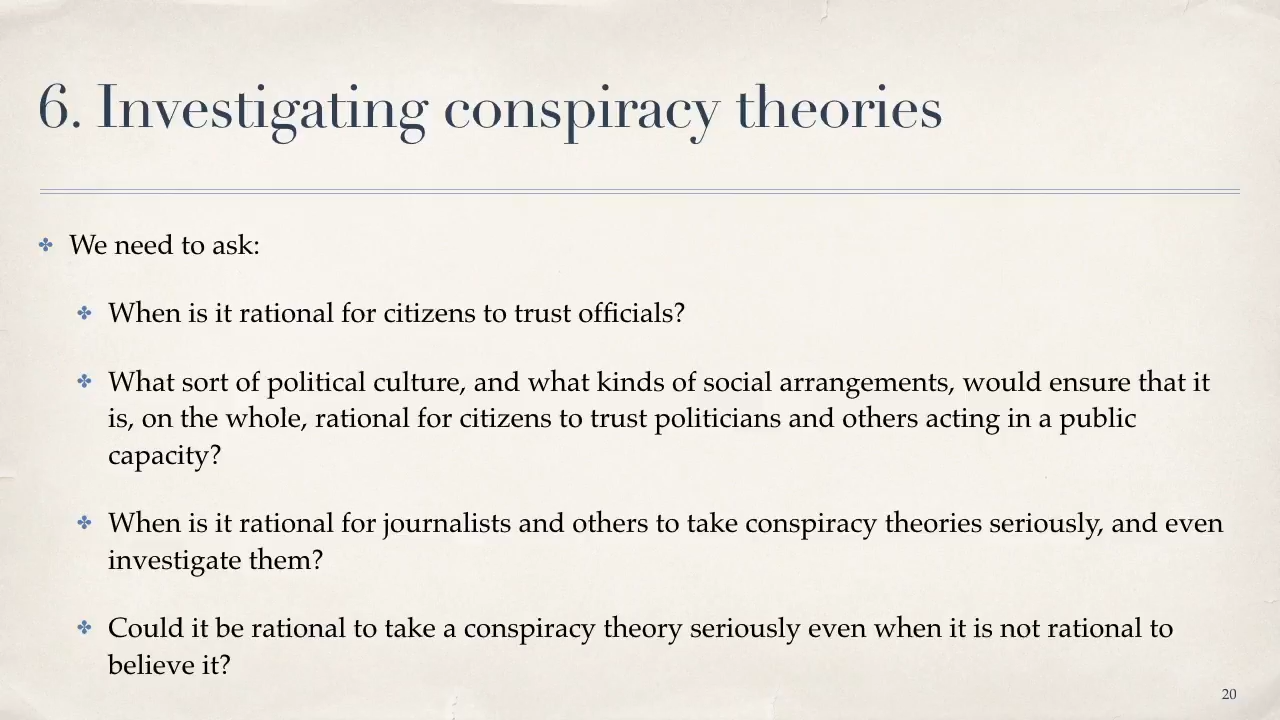 6. Investigating conspiracy theories
✤ We need to ask:
✤ When is it rational for citizens to trust officials?
✤ What sort of political culture, and what kinds of social arrangements, would ensure that it
is, on the whole, rational for citizens to trust politicians and others acting in a public
capacity?
✤ When is it rational for journalists and others to take conspiracy theories seriously, and even
investigate them?
✤ Could it be rational to take a conspiracy theory seriously even when it is not rational to
believe it?
20